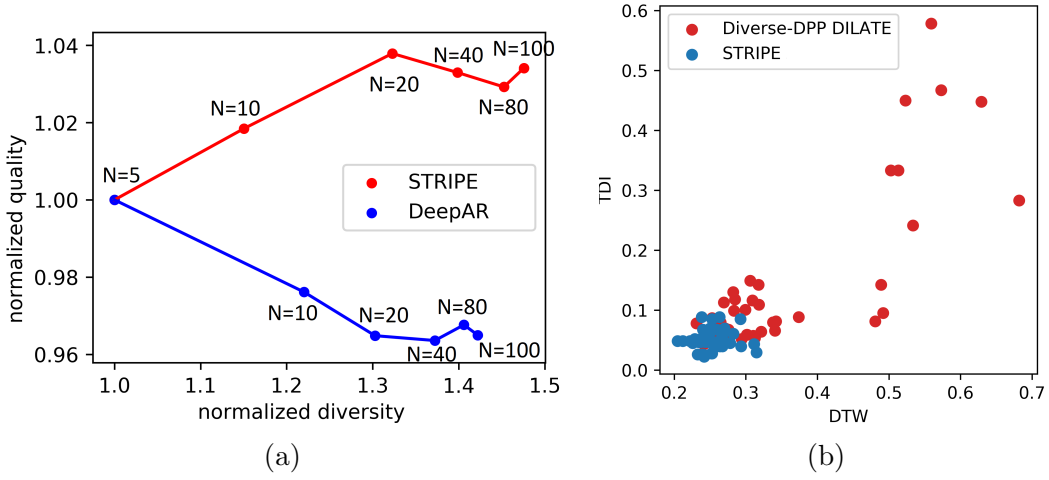 normalized quality
1.04
1.02
1.00
0.98
0.96
N=5
N=10
N=20
N=40
N=80
N=100
STRIPE
DeepAR
N=10
N=20
N=40
N=80
N=100
1.0
1.1
1.2
1.3
1.4
1.5
normalized diversity
(a)
TDI
0.6
0.5
0.4
0.3
0.2
0.1
0.0
Diverse-DPP DILATE
STRIPE
0.2
0.3
0.4
0.5
0.6
0.7
DTW
(b)